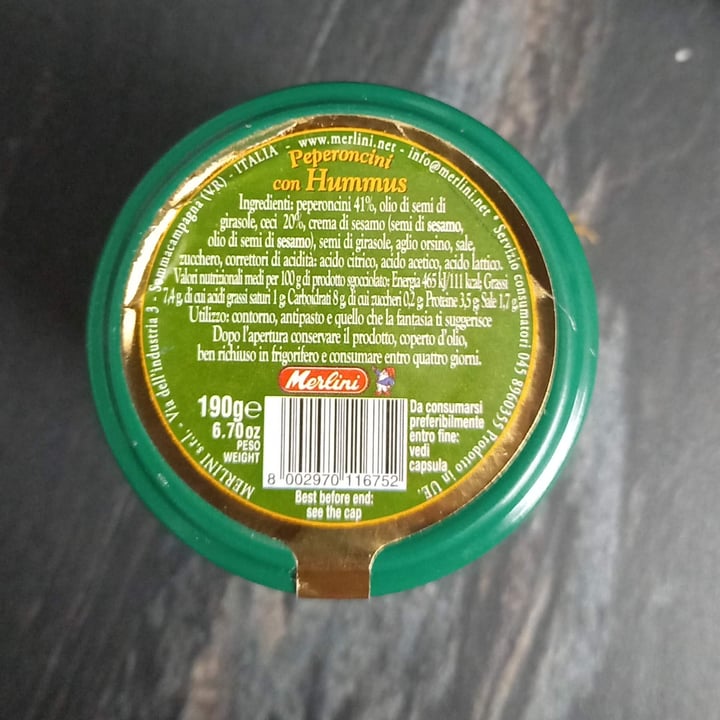 MERLINI s.r.l. - Via dell'Industria 3 - Sommacampagna (VR) - ITALIA - www.merlini.net - info@merlini.net * Servizio consumatori 045 8960355 Prodotto in UE.
Peperoncini
con Hummus
Ingredienti: peperoncini 41%, olio di semi di
girasole, ceci 20%, crema di sesamo (semi di sesamo,
olio di semi di sesamo), semi di girasole, aglio orsino, sale,
zucchero, correttori di acidità: acido citrico, acido acetico, acido lattico.
Valori nutrizionali medi per 100 g di prodotto sgocciolato: Energia 465 kJ/111 kcal; Grassi
7,4 g, di cui acidi grassi saturi 1 g; Carboidrati 8 g, di cui zuccheri 0,2 g; Proteine 3,5 g; Sale 1,7 g.
Utilizzo: contorno, antipasto e quello che la fantasia ti suggerisce
Dopo l'apertura conservare il prodotto, coperto d'olio,
ben richiuso in frigorifero e consumare entro quattro giorni.
Merlini
190g e
6.70 oz
PESO
WEIGHT
8 002970 116752
Da consumarsi
preferibilmente
entro fine:
vedi
capsula
Best before end:
see the cap